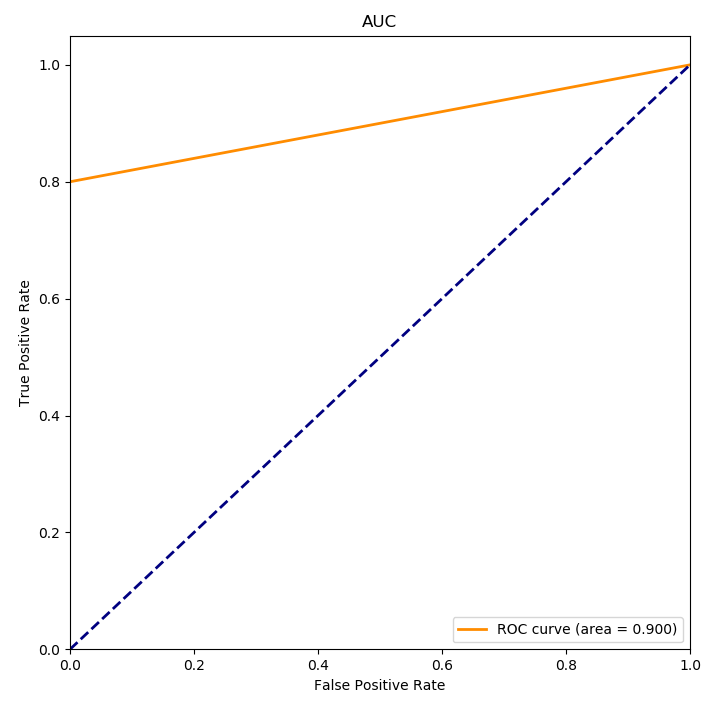 AUC
1.0
0.8
0.6
0.4
0.2
0.0
True Positive Rate
ROC curve (area = 0.900)
0.0 0.2 0.4 0.6 0.8 1.0
False Positive Rate